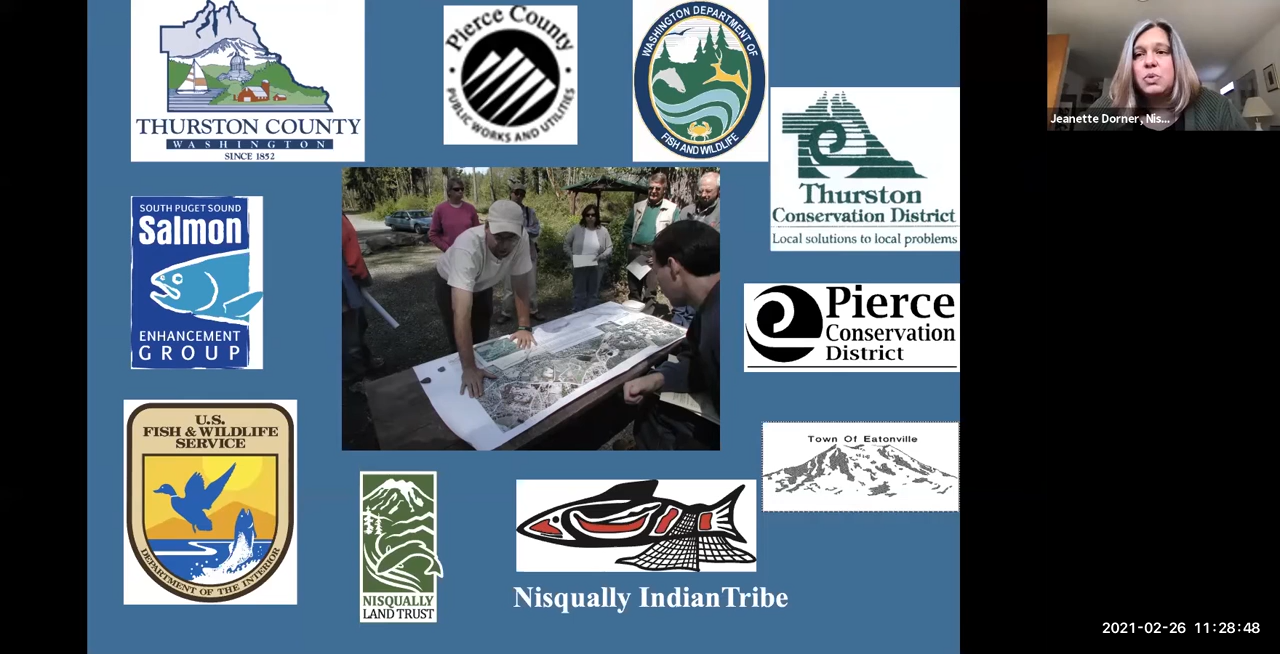 THURSTON COUNTY
WASHINGTON
SINCE 1852
Pierce County
PUBLIC WORKS AND UTILITIES
WASHINGTON DEPARTMENT OF
FISH AND WILDLIFE
Jeanette Dorner, Nis...
Thurston
Conservation District
Local solutions to local problems
SOUTH PUGET SOUND
Salmon
ENHANCEMENT
GROUP
Pierce
Conservation
District
U.S.
FISH & WILDLIFE
SERVICE
DEPARTMENT OF THE INTERIOR
Town Of Eatonville
NISQUALLY
LAND TRUST
Nisqually IndianTribe
2021-02-26 11:28:48